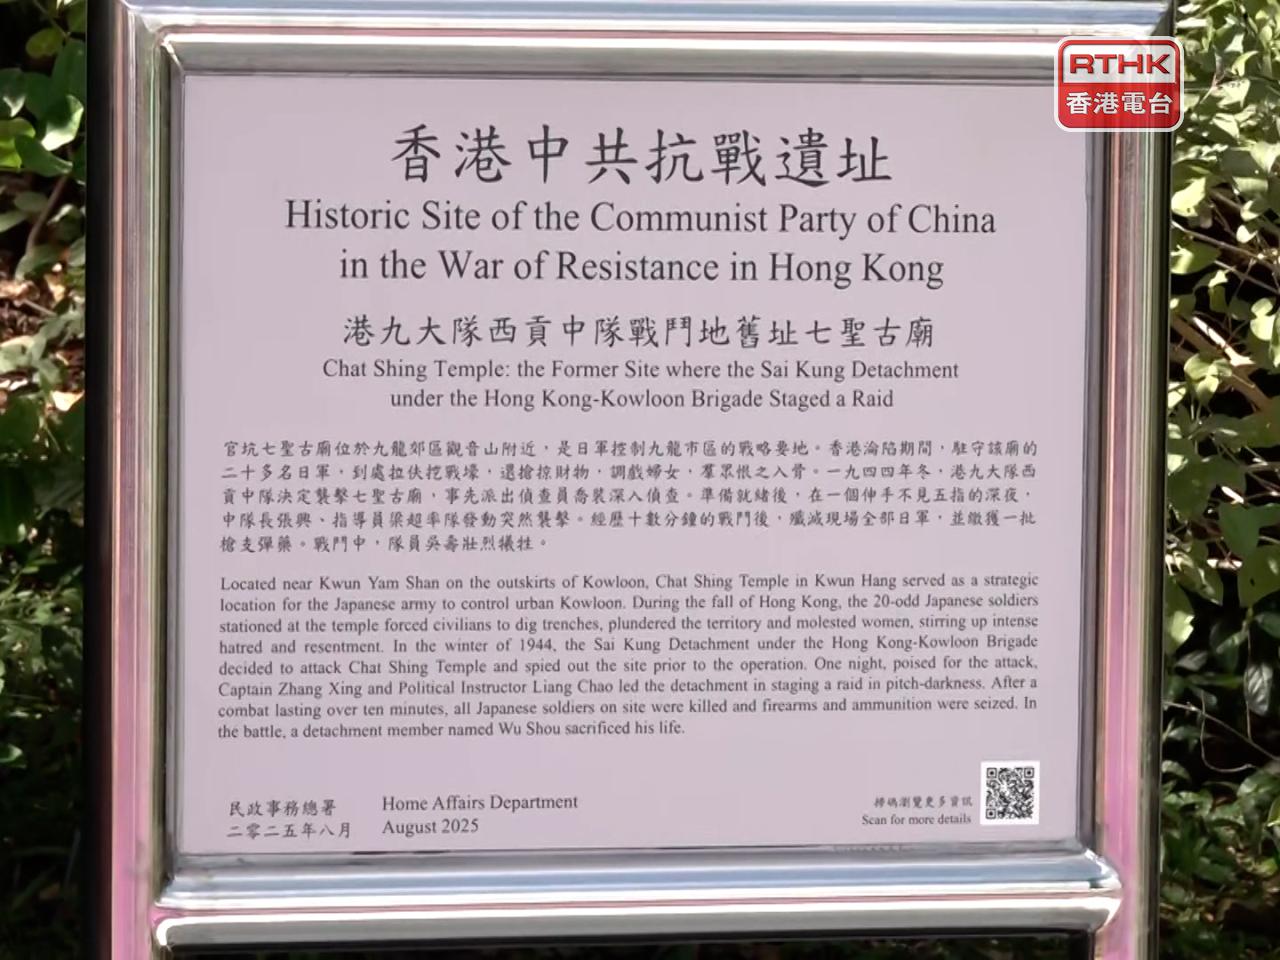 RTHK
香港電台
香港中共抗戰遺址
Historic Site of the Communist Party of China
in the War of Resistance in Hong Kong
港九大隊西貢中隊戰鬥地舊址七聖古廟
Chat Shing Temple: the Former Site where the Sai Kung Detachment
under the Hong Kong-Kowloon Brigade Staged a Raid
官坑七聖古廟位於九龍郊區觀音山附近，是日軍控制九龍市區的戰略要地。香港淪陷期間，駐守該廟的
二十多名日軍，到處拉伕挖戰壕，還搶掠財物，調戲婦女，羣眾恨之入骨。一九四四年冬，港九大隊西
貢中隊決定襲擊七聖古廟，事先派出偵查員喬裝深入偵查。準備就緒後，在一個伸手不見五指的深夜，
中隊長張興、指導員梁超率隊發動突然襲擊。經歷十數分鐘的戰鬥後，殲滅現場全部日軍，並繳獲一批
槍支彈藥。戰鬥中，隊員吳壽壯烈犧牲。
Located near Kwun Yam Shan on the outskirts of Kowloon, Chat Shing Temple in Kwun Hang served as a strategic
location for the Japanese army to control urban Kowloon. During the fall of Hong Kong, the 20-odd Japanese soldiers
stationed at the temple forced civilians to dig trenches, plundered the territory and molested women, stirring up intense
hatred and resentment. In the winter of 1944, the Sai Kung Detachment under the Hong Kong-Kowloon Brigade
decided to attack Chat Shing Temple and spied out the site prior to the operation. One night, poised for the attack,
Captain Zhang Xing and Political Instructor Liang Chao led the detachment in staging a raid in pitch-darkness. After a
combat lasting over ten minutes, all Japanese soldiers on site were killed and firearms and ammunition were seized. In
the battle, a detachment member named Wu Shou sacrificed his life.
民政事務總署
二零二五年八月
Home Affairs Department
August 2025
掃碼瀏覽更多資訊
Scan for more details